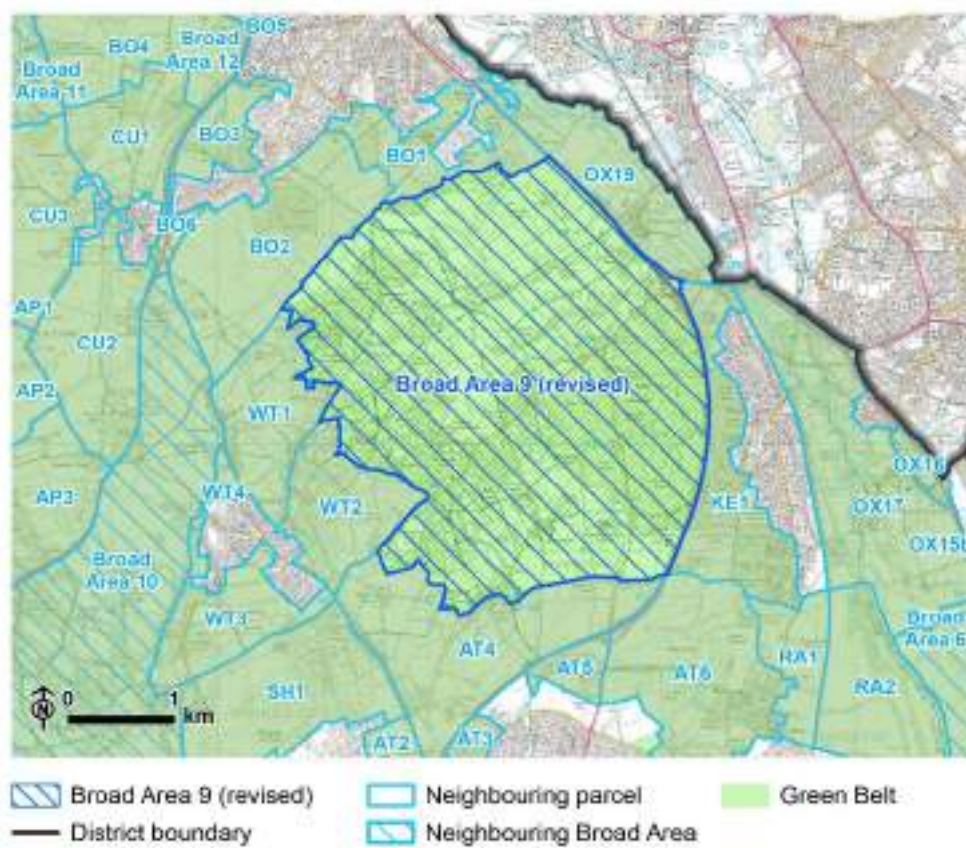 BO5
BO4
Broad
Area 12
Broad
Area 11
CU1
BO3
BO1
OX19
CU3
BO6
BO2
AP1
CU2
Broad Area 9 (revised)
AP2
WT1
OX16
AP3
WT4
WT2
KE1
OX17
OX15b
Broad
Area 10
WT3
AT4
Broad
Area 6
AT5
AT6
RA1
RA2
SH1
AT2
AT3
0 1
km
N
Broad Area 9 (revised)
Neighbouring parcel
Green Belt
District boundary
Neighbouring Broad Area